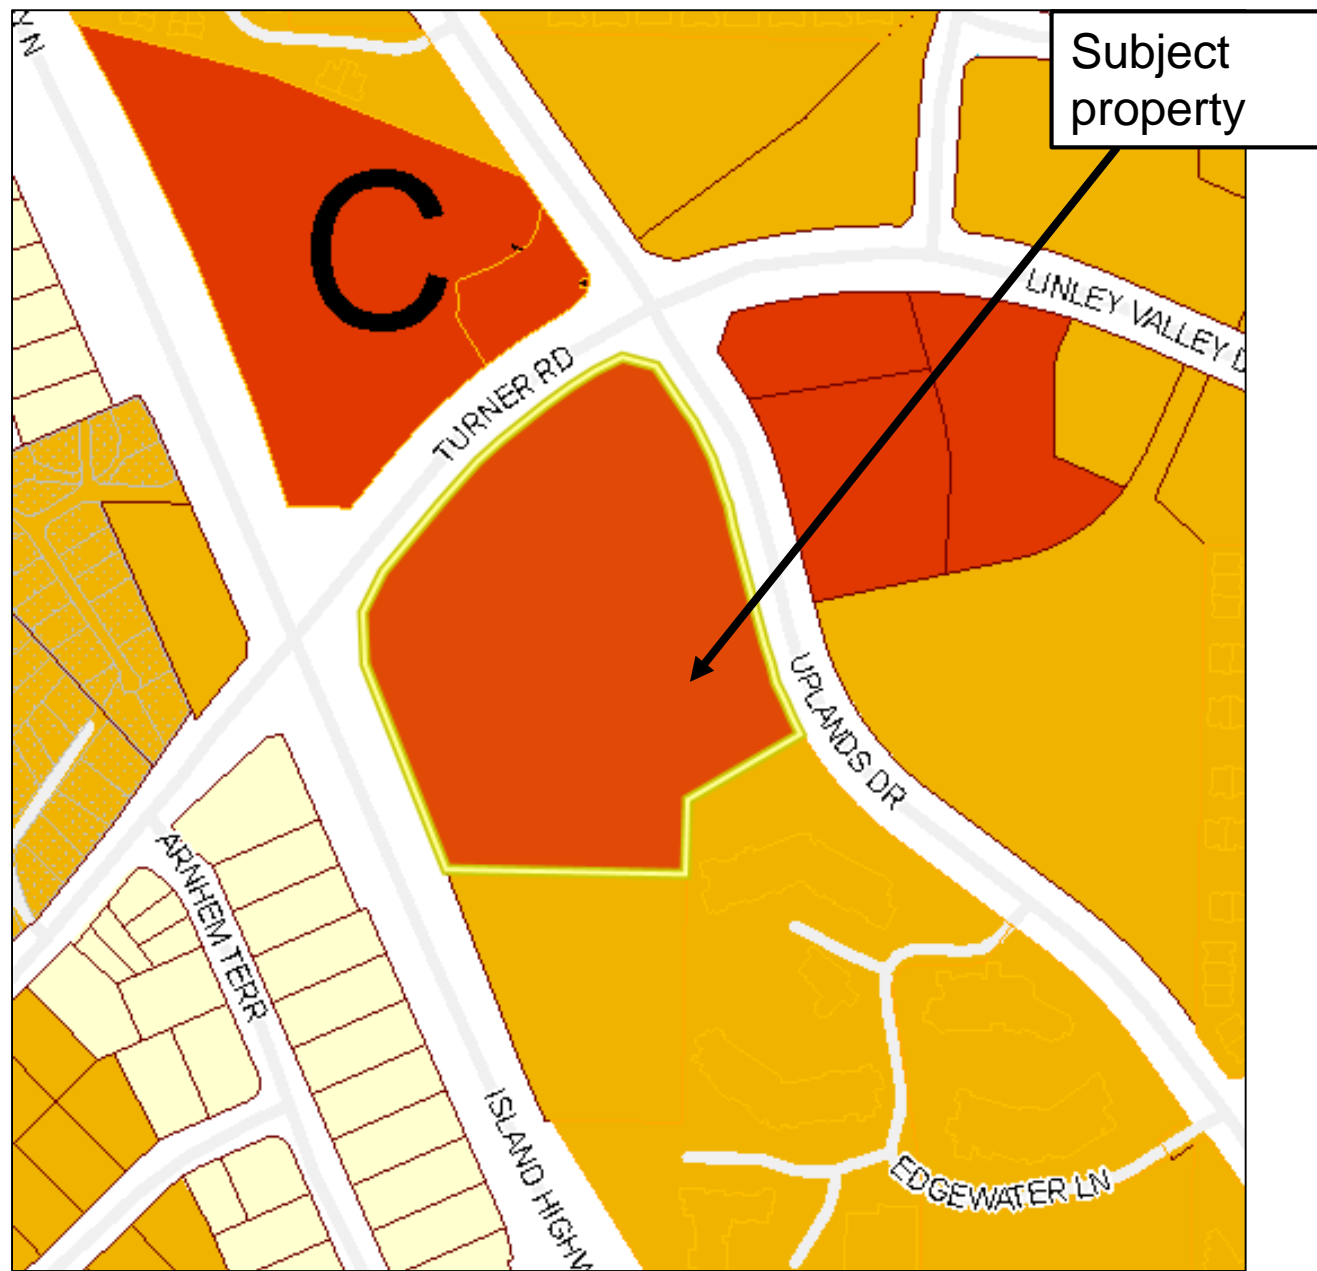 Subject
property
Y N
C
LINLEY VALLEY D
TURNER RD
UPLANDS DR
ARNHEM TERR
ISLAND HIGHW
EDGEWATER LN